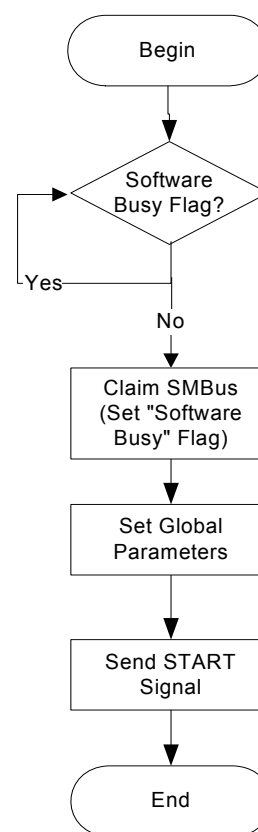 Begin
Software
Busy Flag?
Yes
No
Claim SMBus
(Set "Software
Busy" Flag)
Set Global
Parameters
Send START
Signal
End